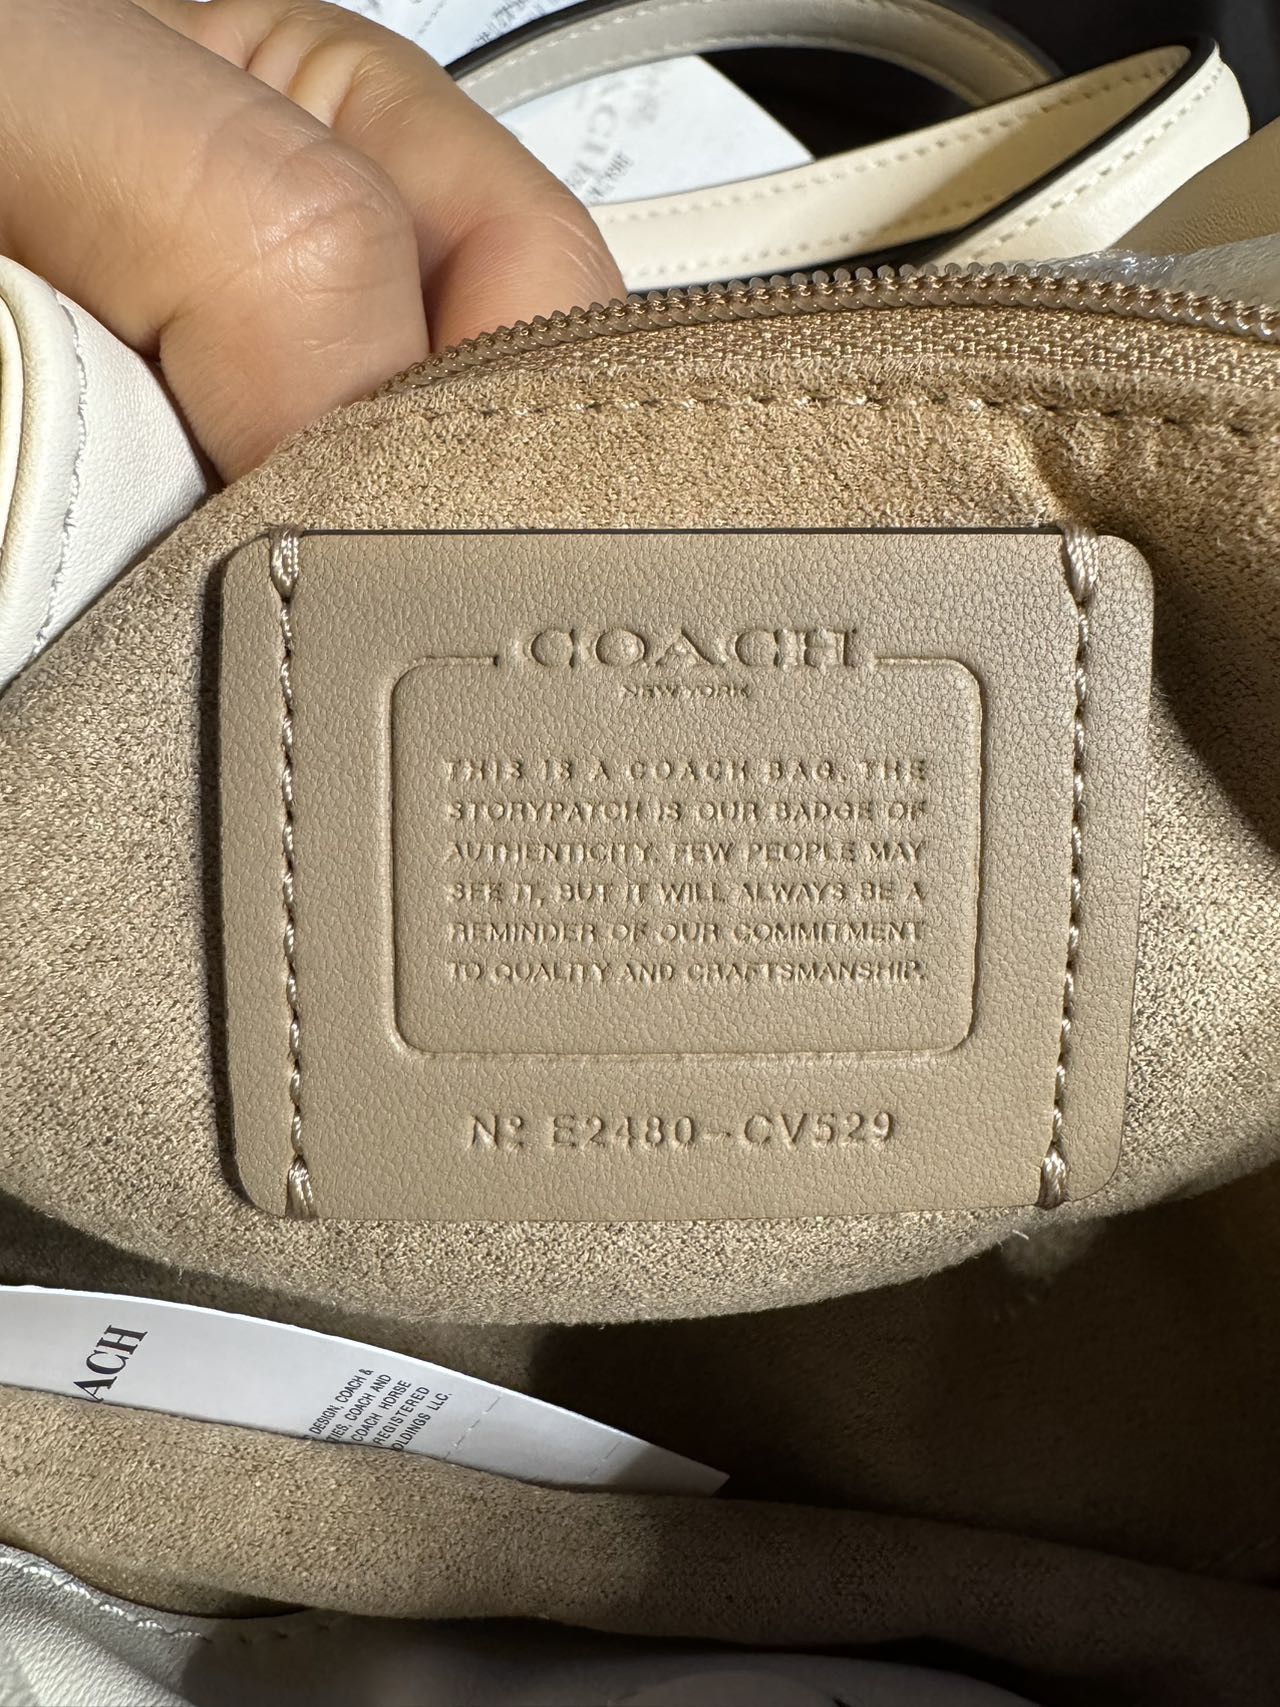 COACH
NEW YORK
THIS IS A COACH BAG. THE
STORYPATCH IS OUR BADGE OF
AUTHENTICITY. FEW PEOPLE MAY
SEE IT, BUT IT WILL ALWAYS BE A
REMINDER OF OUR COMMITMENT
TO QUALITY AND CRAFTSMANSHIP.
Nº E2480-CV529
ACH
DESIGN, COACH &
TIES, COACH AND
COACH HORSE
REGISTERED
OLDINGS LLC.